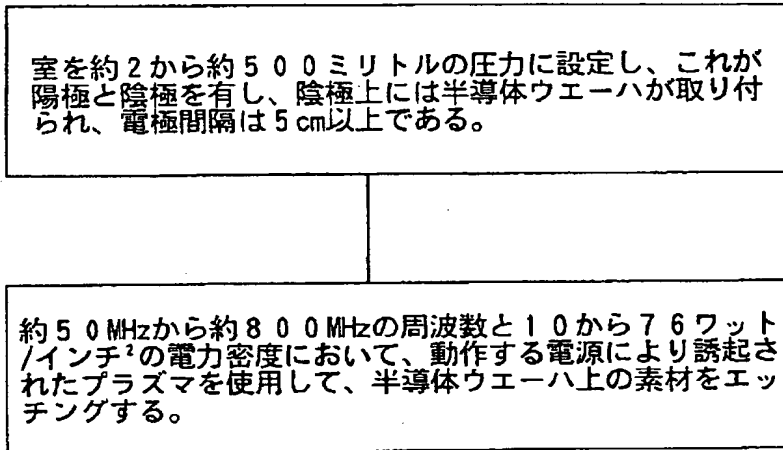 室を約2から約500ミリトルの圧力に設定し、これが
陽極と陰極を有し、陰極上には半導体ウエーハが取り付
られ、電極間隔は5cm以上である。
約50MHzから約800MHzの周波数と10から76ワット
/インチ²の電力密度において、動作する電源により誘起さ
れたプラズマを使用して、半導体ウエーハ上の素材をエッ
チングする。